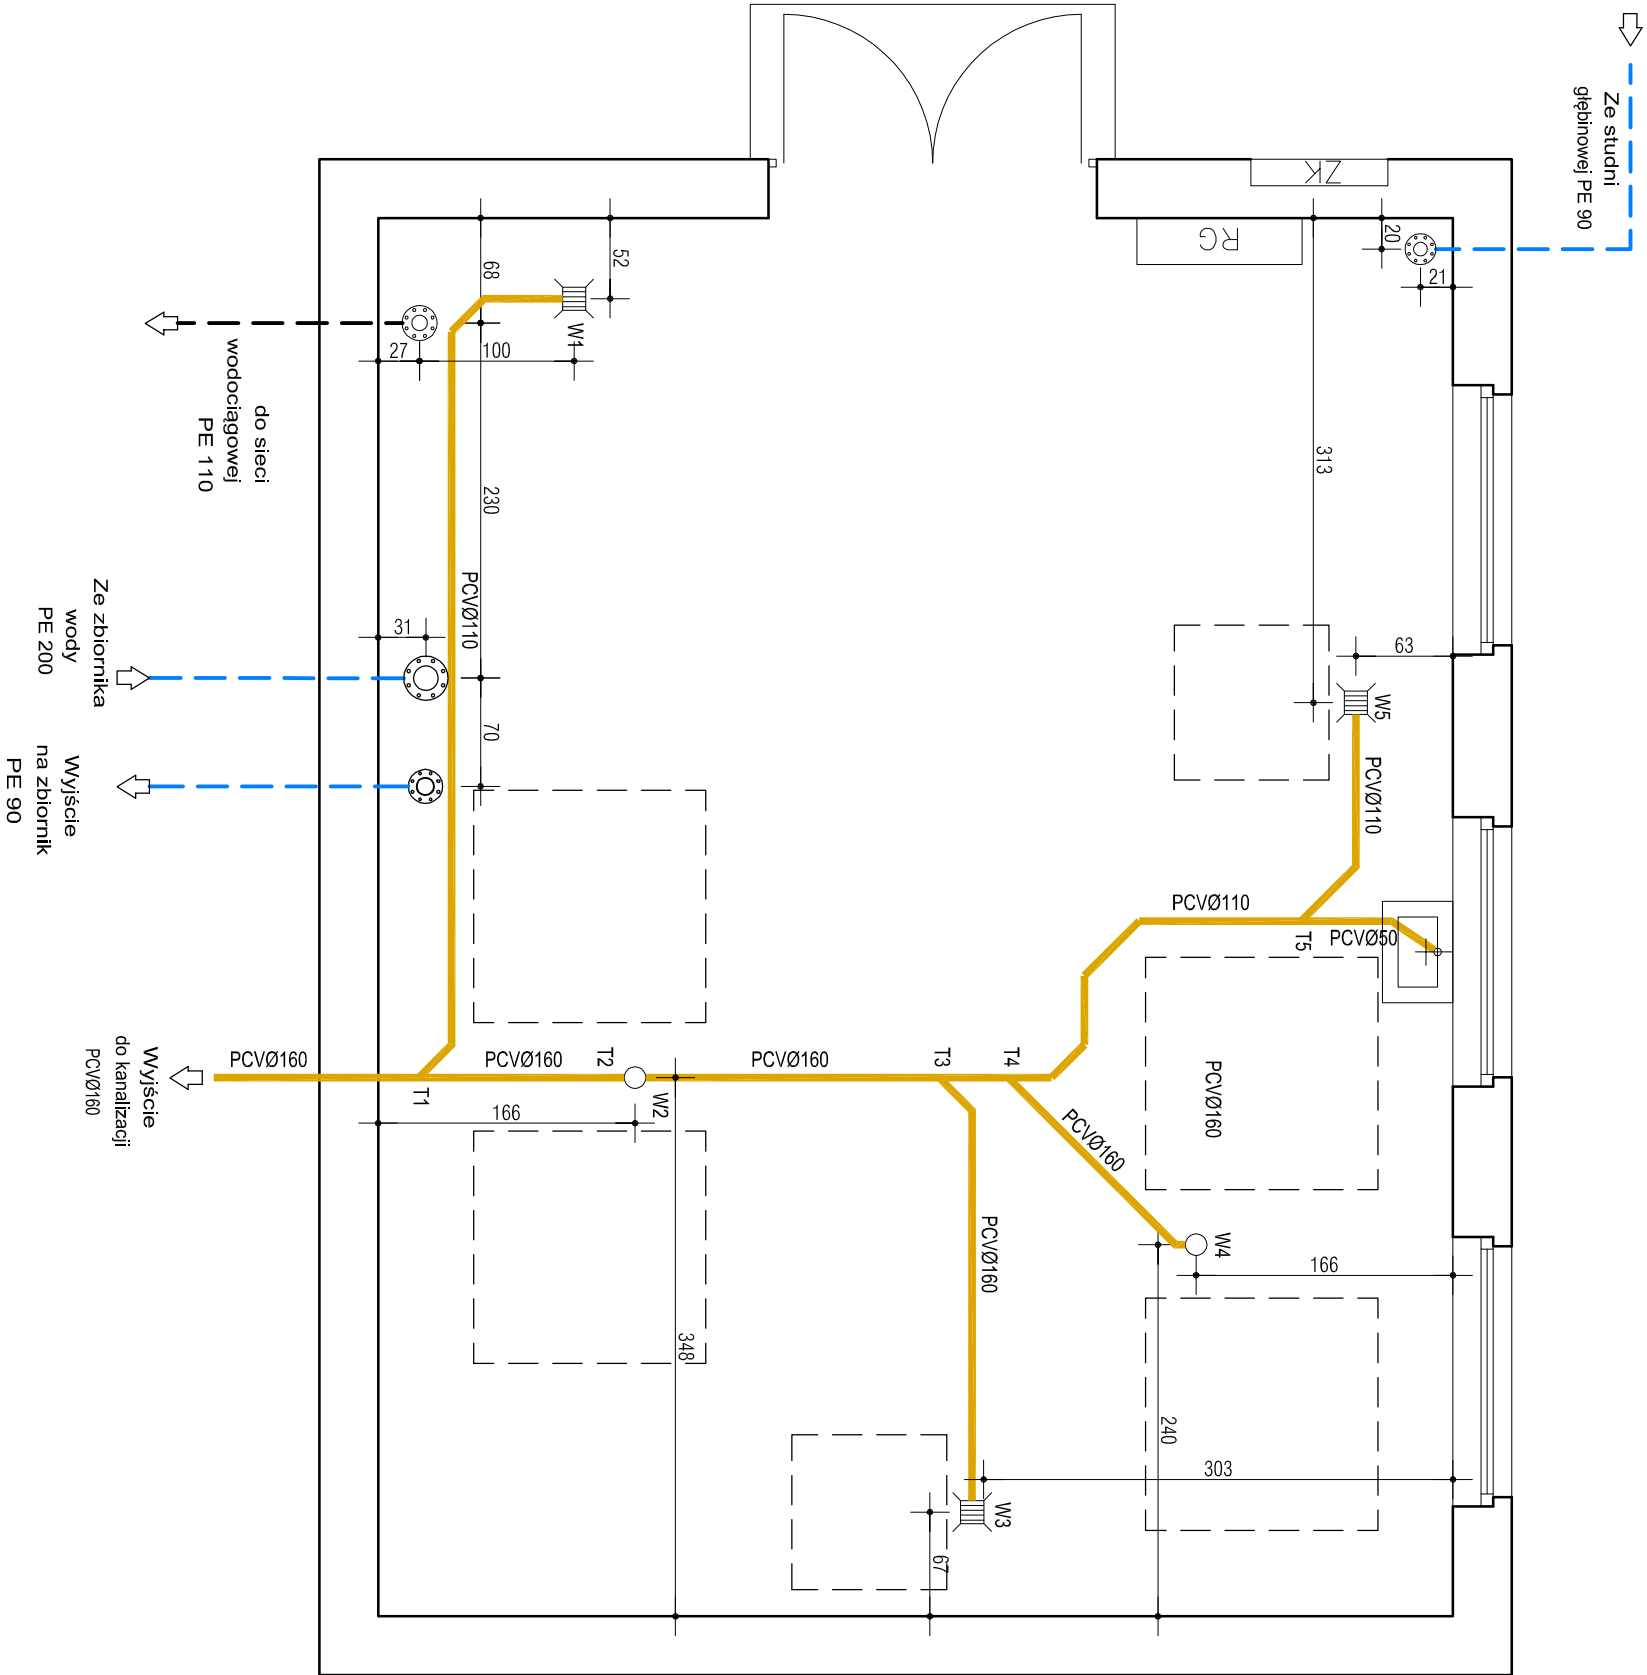 Ze studni
głębinowej PE 90
ZK
RG
20
21
52
68
W1
27
100
do sieci
wodociągowej
PE 110
313
230
PCVØ110
31
Ze zbiornika
wody
PE 200
70
Wyjście
na zbiornik
PE 90
63
W5
PCVØ110
PCVØ110
T5
PCVØ50
PCVØ160
PCVØ160
T2
PCVØ160
T3
T4
Wyjście
do kanalizacji
PCVØ160
T1
W2
166
PCVØ160
PCVØ160
W4
166
PCVØ160
348
240
303
W3
67